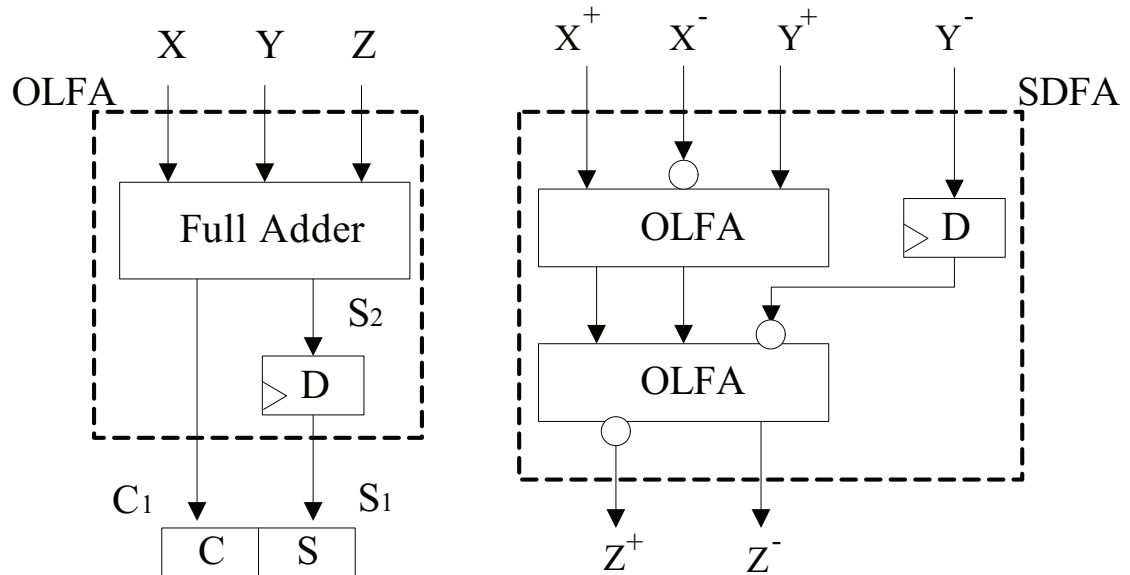 X Y Z
OLFA
Full Adder
S2
D
C1 S1
C S
X+ X- Y+ Y-
SDFA
OLFA
D
OLFA
Z+ Z-